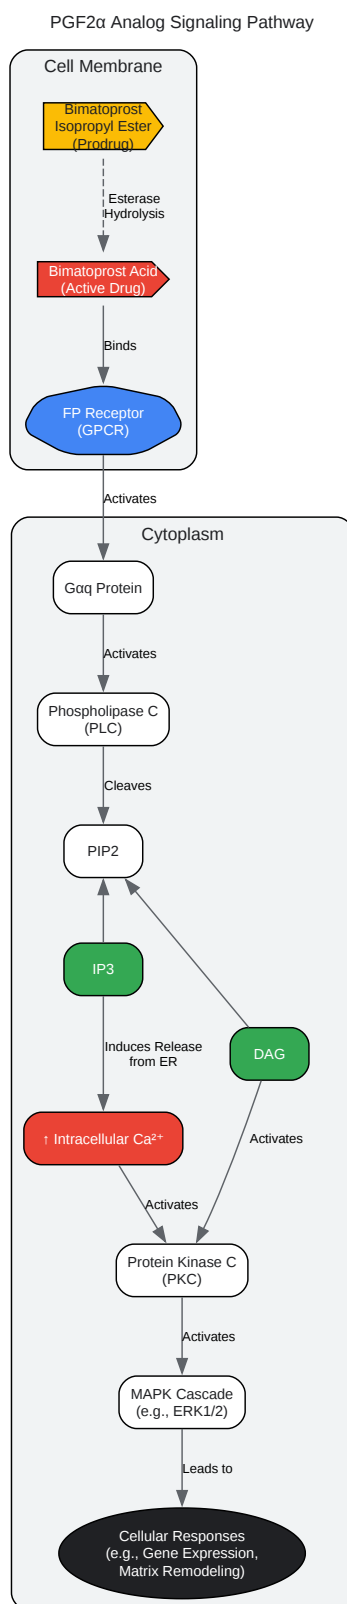 PGF2α Analog Signaling Pathway
Cell Membrane
Bimatoprost
Isopropyl Ester
(Prodrug)
Esterase
Hydrolysis
Bimatoprost Acid
(Active Drug)
Binds
FP Receptor
(GPCR)
Activates
Cytoplasm
Gαq Protein
Activates
Phospholipase C
(PLC)
Cleaves
PIP2
IP3
Induces Release
from ER
DAG
↑ Intracellular Ca²⁺
Activates
Activates
Protein Kinase C
(PKC)
Activates
MAPK Cascade
(e.g., ERK1/2)
Leads to
Cellular Responses
(e.g., Gene Expression,
Matrix Remodeling)